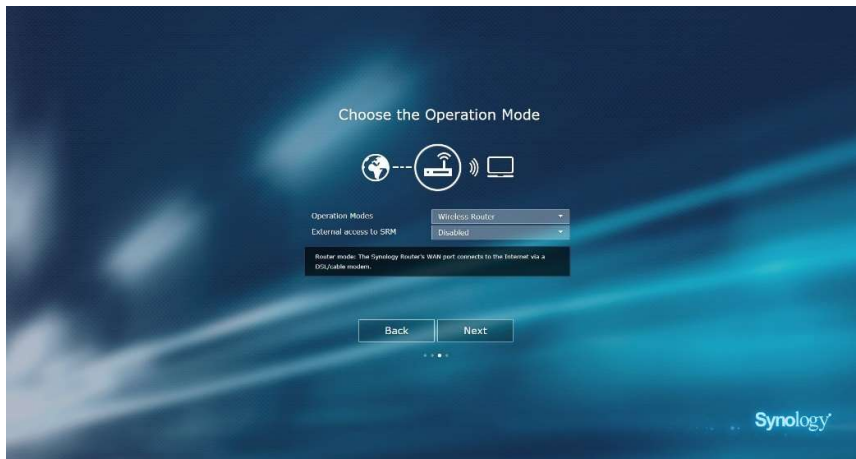 Choose the Operation Mode
Operation Modes
Wireless Router
External access to SRM
Disabled
Router mode: The Synology Router's WAN port connects to the Internet via a
DSL/cable modem.
Back
Next
Synology